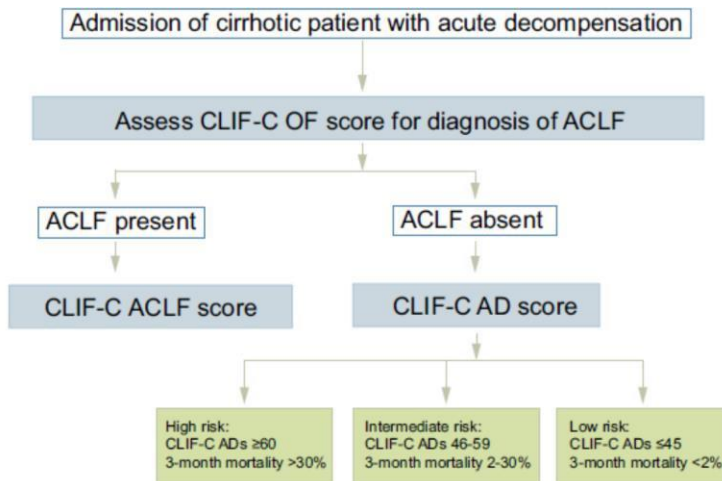 Admission of cirrhotic patient with acute decompensation
Assess CLIF-C OF score for diagnosis of ACLF
ACLF present
ACLF absent
CLIF-C ACLF score
CLIF-C AD score
High risk:
CLIF-C ADs ≥60
3-month mortality >30%
Intermediate risk:
CLIF-C ADs 46-59
3-month mortality 2-30%
Low risk:
CLIF-C ADs ≤45
3-month mortality <2%